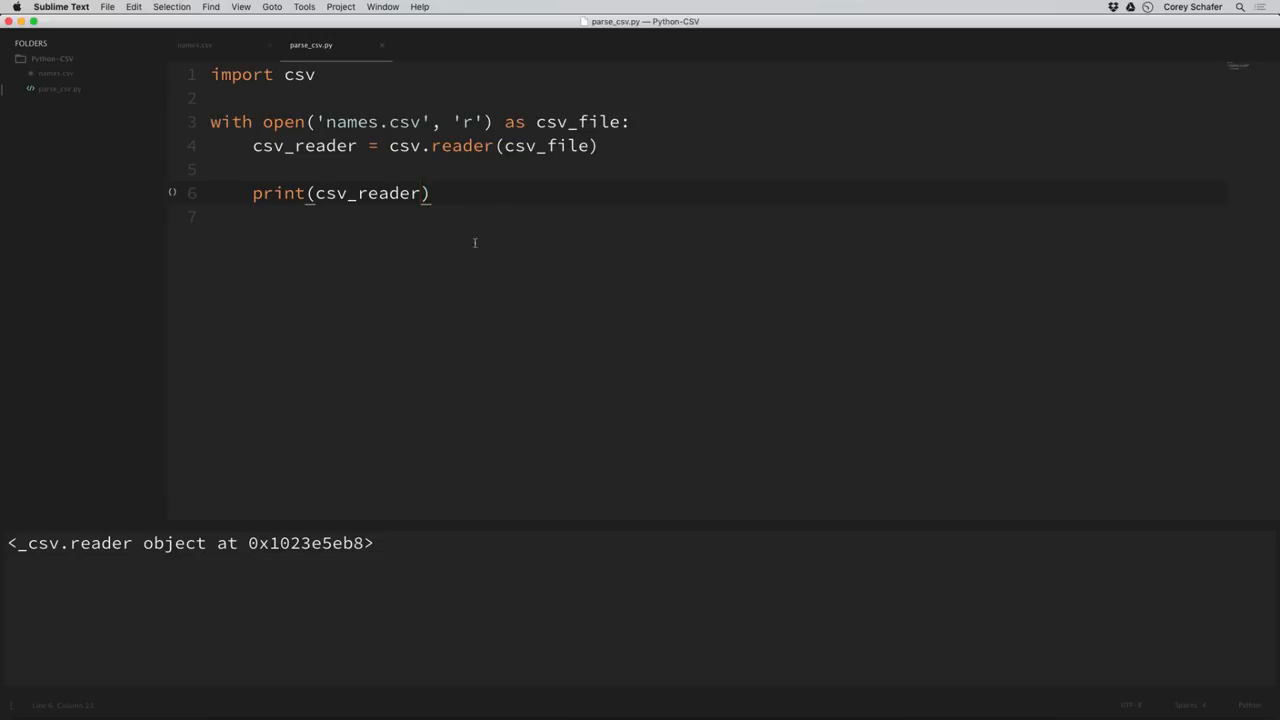 Sublime Text File Edit Selection Find View Goto Tools Project Window Help Corey Schafer
parse_csv.py — Python-CSV
FOLDERS
Python-CSV
names.csv
parse_csv.py
names.csv parse_csv.py
1 import csv
2
3 with open('names.csv', 'r') as csv_file:
4 csv_reader = csv.reader(csv_file)
5
6 print(csv_reader)
7
<_csv.reader object at 0x1023e5eb8>
Line 6, Column 21
UTF-8 Spaces: 4 Python